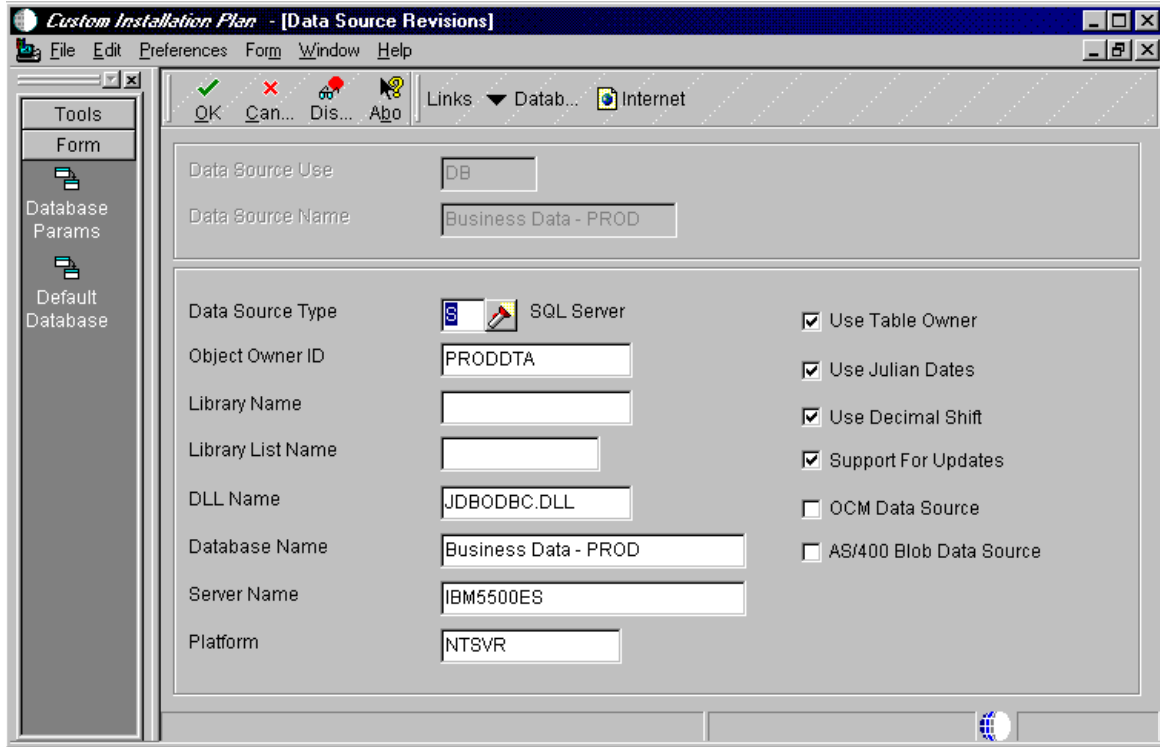 Custom Installation Plan - [Data Source Revisions]
File Edit Preferences Form Window Help
Tools
Form
Database
Params
Default
Database
OK Can... Dis... Abo Links Datab... Internet
Data Source Use DB
Data Source Name Business Data - PROD
Data Source Type S SQL Server
Object Owner ID PRODDTA
Library Name
Library List Name
DLL Name JDBODBC.DLL
Database Name Business Data - PROD
Server Name IBM5500ES
Platform NTSVR
Use Table Owner
Use Julian Dates
Use Decimal Shift
Support For Updates
OCM Data Source
AS/400 Blob Data Source